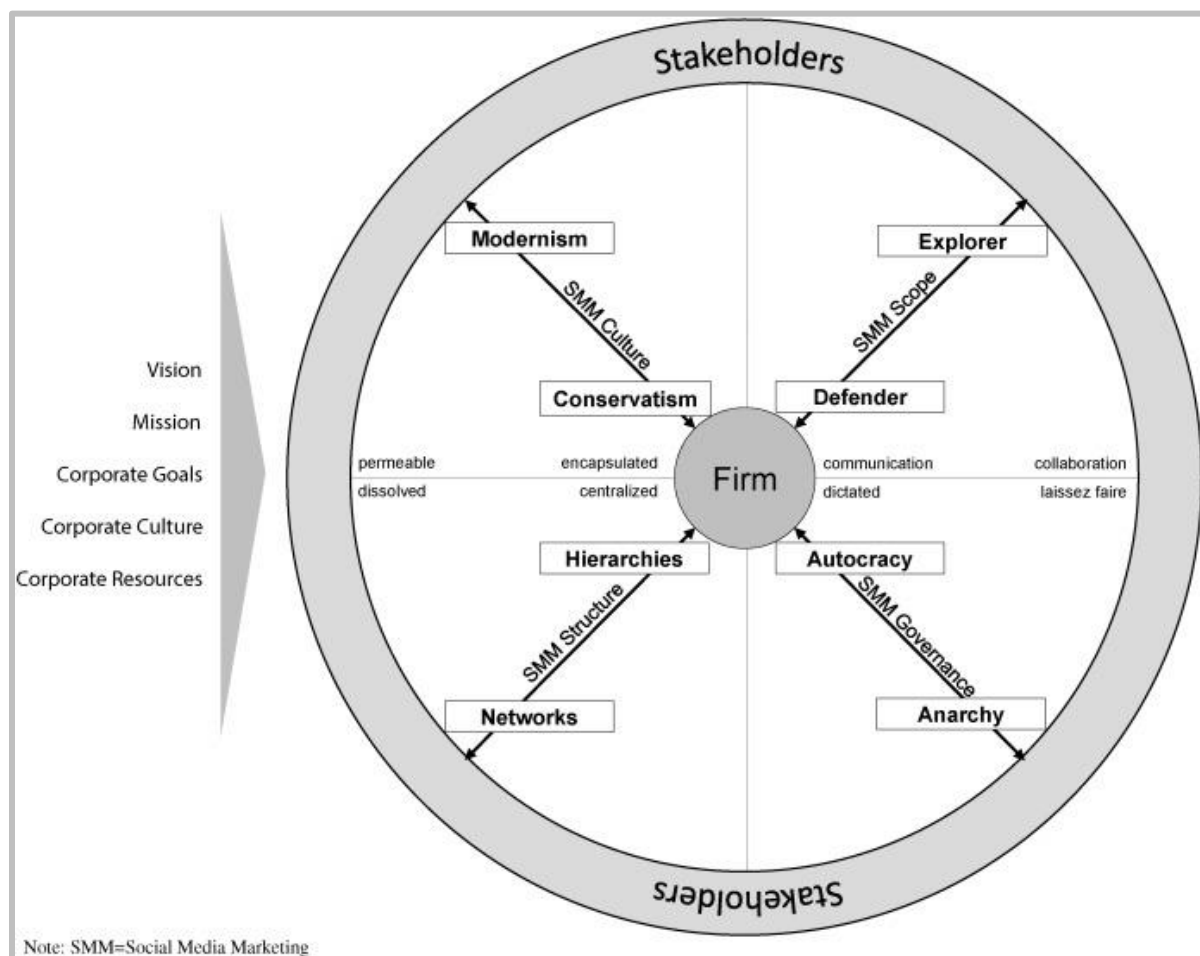 Stakeholders
Modernism
Explorer
SMM Culture
SMM Scope
Vision
Conservatism
Defender
Mission
permeable
encapsulated
communication
collaboration
Corporate Goals
Firm
dissolved
centralized
dictated
laissez faire
Corporate Culture
Hierarchies
Autocracy
Corporate Resources
SMM Structure
SMM Governance
Networks
Anarchy
Stakeholders
Note: SMM=Social Media Marketing